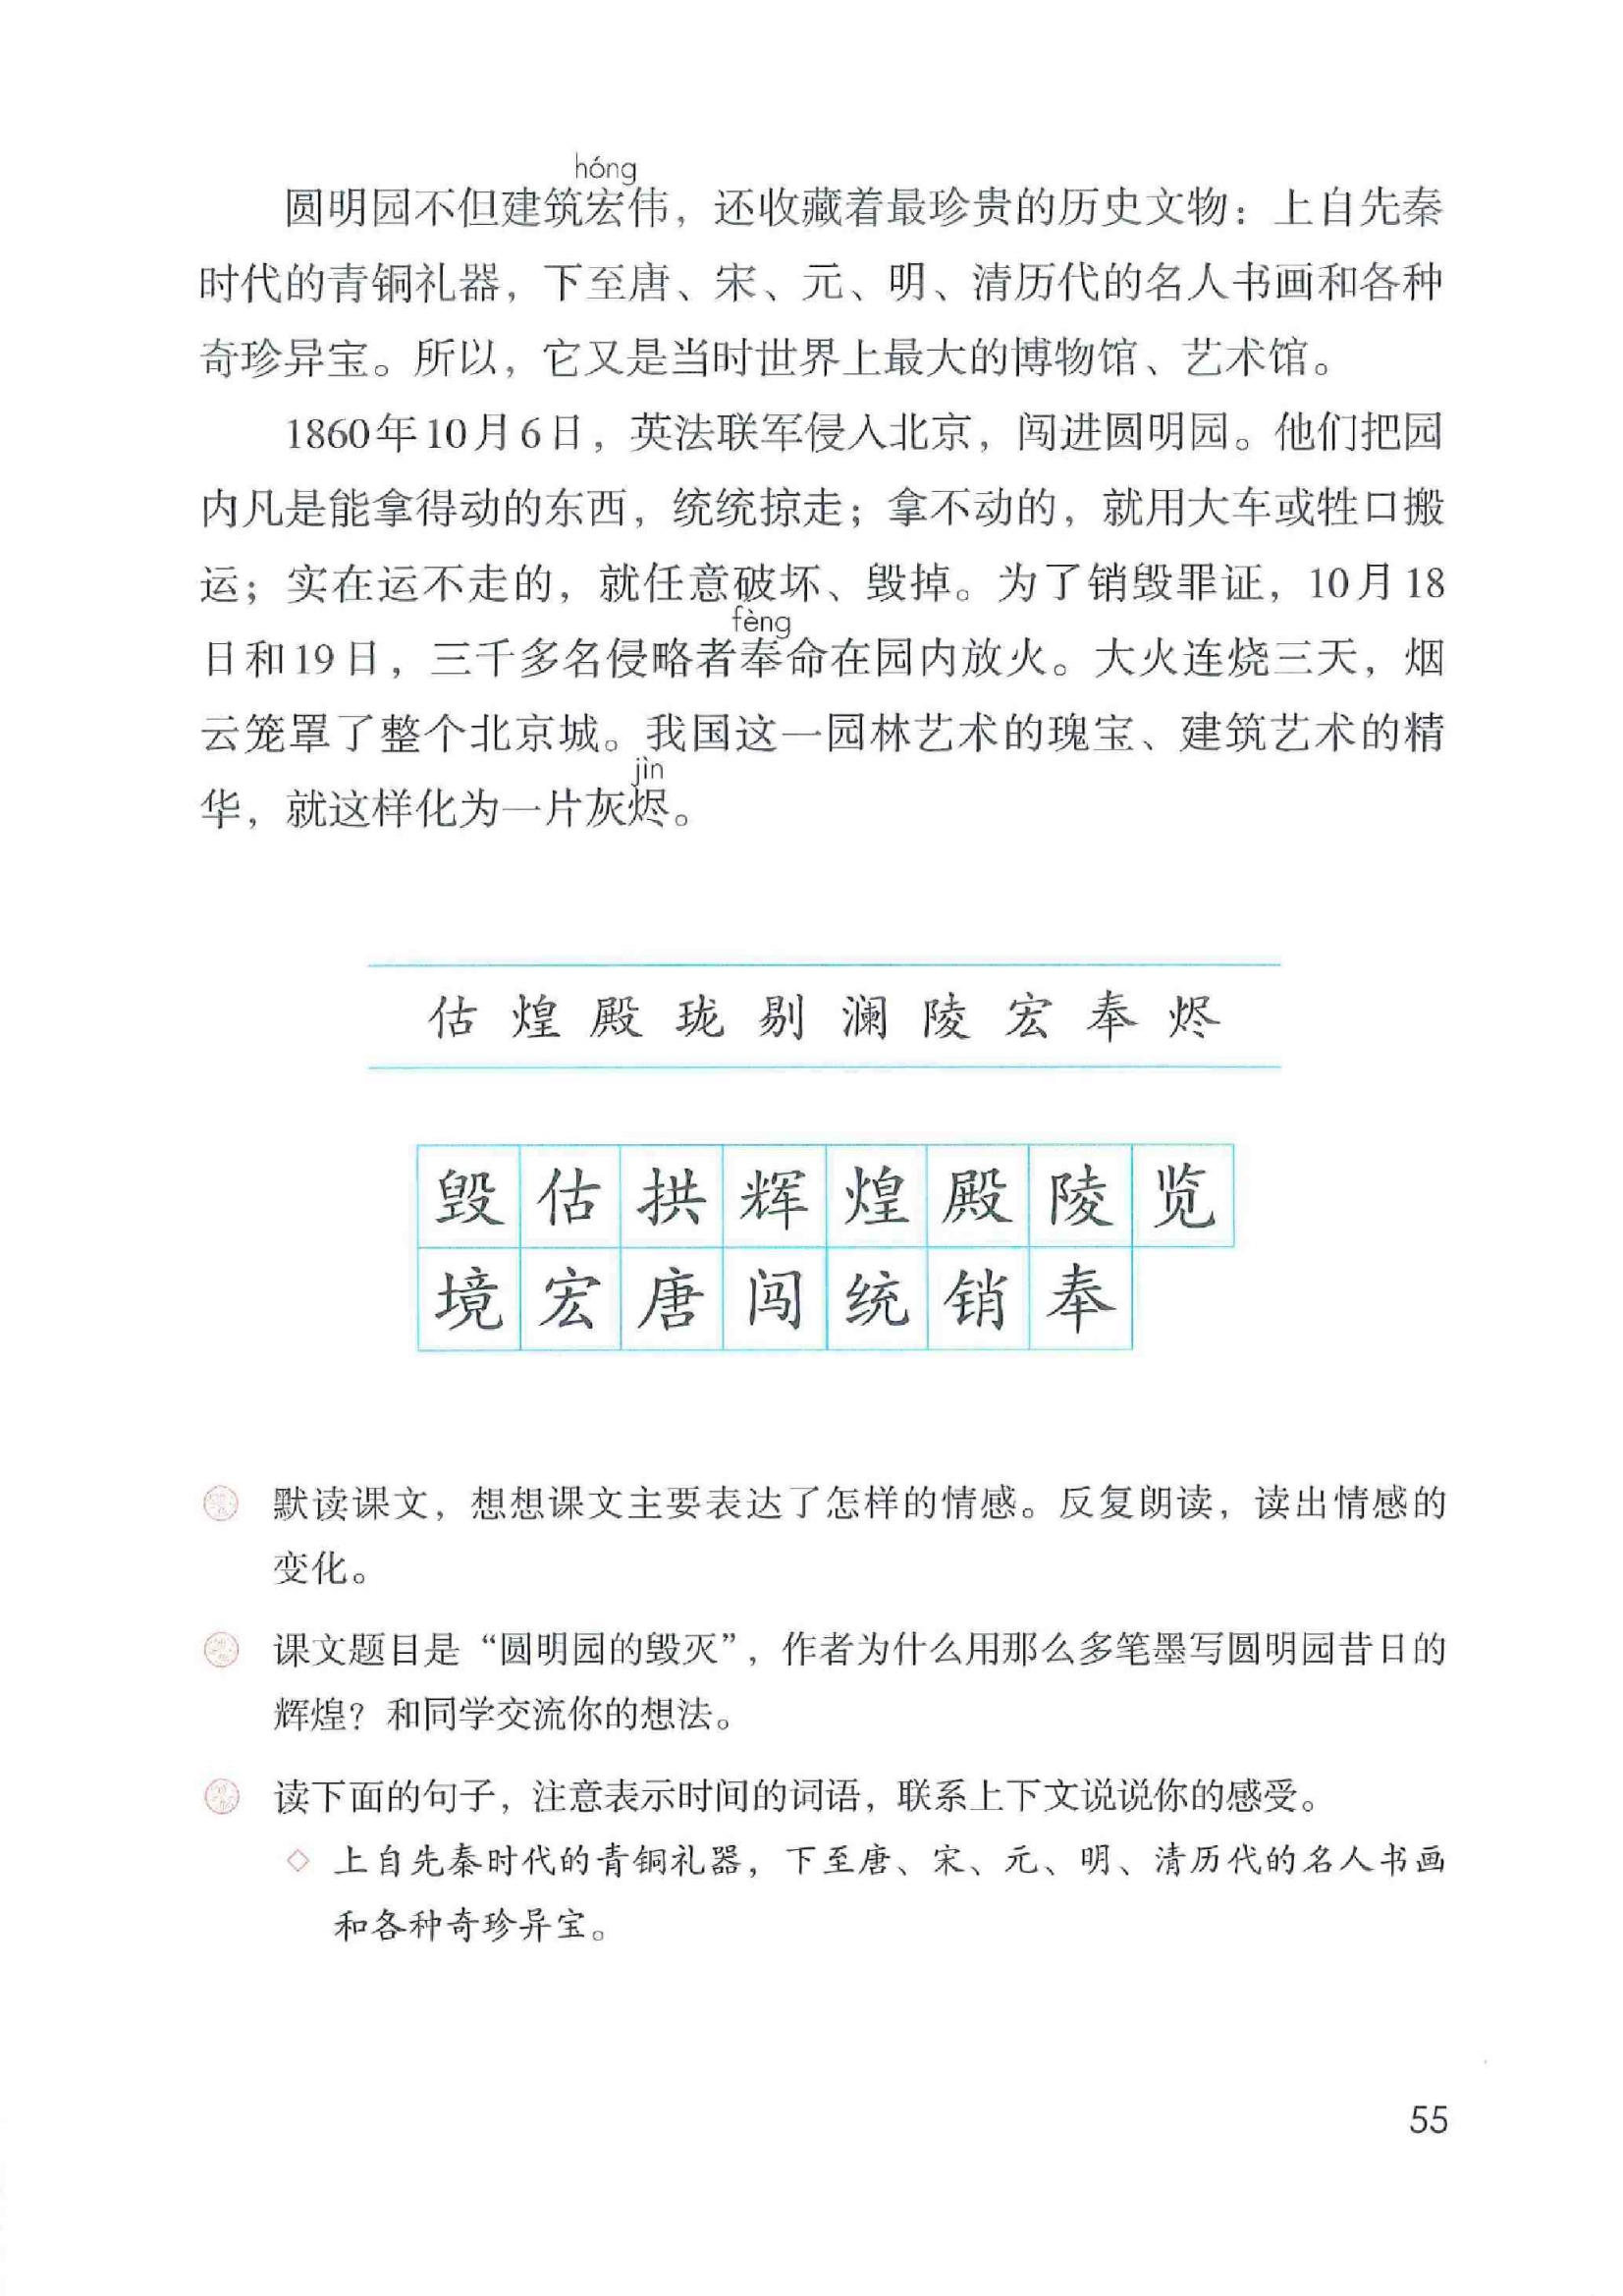 hóng
圆明园不但建筑宏伟，还收藏着最珍贵的历史文物：上自先秦
时代的青铜礼器，下至唐、宋、元、明、清历代的名人书画和各种
奇珍异宝。所以，它又是当时世界上最大的博物馆、艺术馆。
1860年10月6日，英法联军侵入北京，闯进圆明园。他们把园
内凡是能拿得动的东西，统统掠走；拿不动的，就用大车或牲口搬
运；实在运不走的，就任意破坏、毁掉。为了销毁罪证，10月18
fèng
日和19日，三千多名侵略者奉命在园内放火。大火连烧三天，烟
云笼罩了整个北京城。我国这一园林艺术的瑰宝、建筑艺术的精
jìn
华，就这样化为一片灰烬。
估 煌 殿 珑 剔 澜 陵 宏 奉 烬
毁 估 拱 辉 煌 殿 陵 览
境 宏 唐 闯 统 销 奉
默读课文，想想课文主要表达了怎样的情感。反复朗读，读出情感的
变化。
课文题目是“圆明园的毁灭”，作者为什么用那么多笔墨写圆明园昔日的
辉煌？和同学交流你的想法。
读下面的句子，注意表示时间的词语，联系上下文说说你的感受。
◇ 上自先秦时代的青铜礼器，下至唐、宋、元、明、清历代的名人书画
和各种奇珍异宝。
55